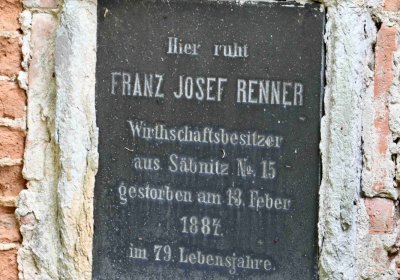 Hier ruht
FRANZ JOSEF RENNER
Wirthschaftsbesitzer
aus Säbnitz No. 15
gestorben am 13. Feber
1884.
im 79. Lebensjahre.